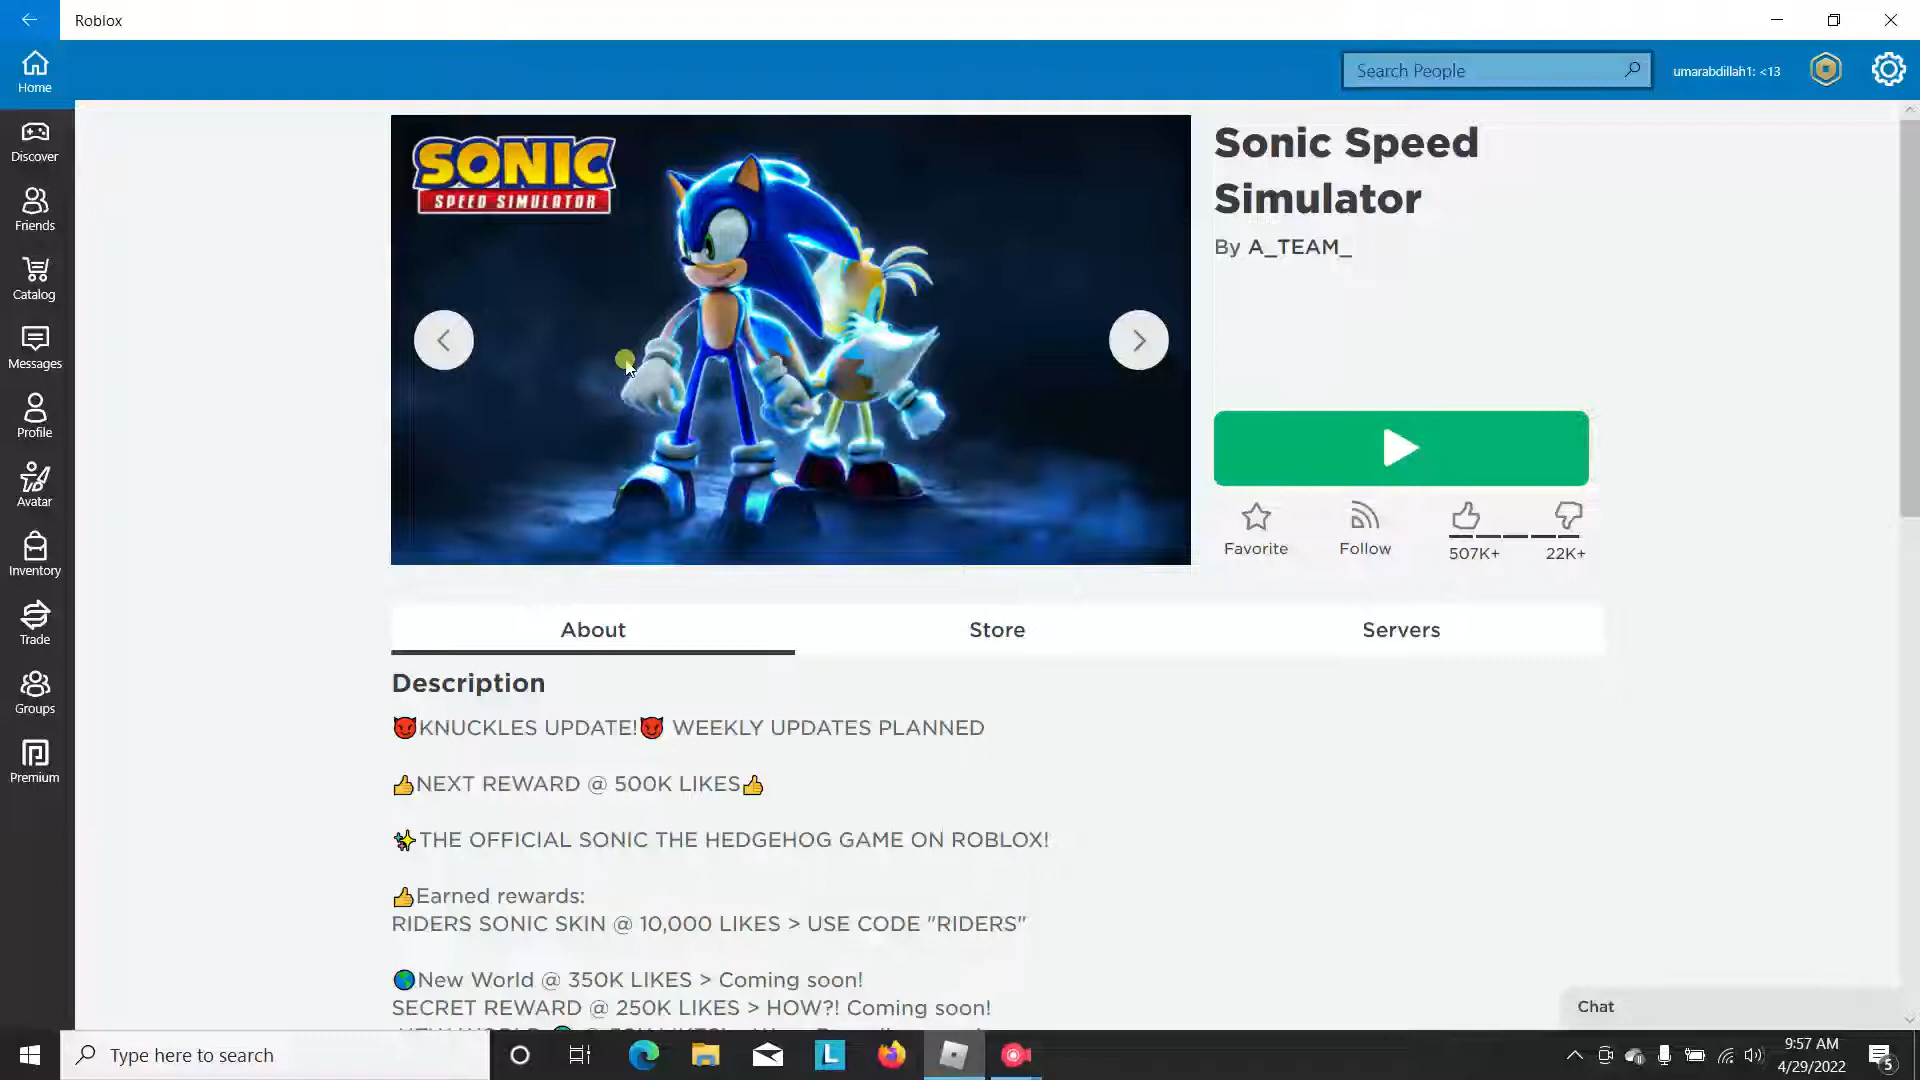 Roblox
Search People
umarabdillah1: <13
Home
Discover
Friends
Catalog
Messages
Profile
Avatar
Inventory
Trade
Groups
Premium
SONIC
SPEED SIMULATOR
Sonic Speed
Simulator
By A_TEAM_
Favorite
Follow
507K+
22K+
About
Store
Servers
Description
😈KNUCKLES UPDATE!😈 WEEKLY UPDATES PLANNED
👍NEXT REWARD @ 500K LIKES👍
✨THE OFFICIAL SONIC THE HEDGEHOG GAME ON ROBLOX!
👍Earned rewards:
RIDERS SONIC SKIN @ 10,000 LIKES > USE CODE "RIDERS"
🌎New World @ 350K LIKES > Coming soon!
SECRET REWARD @ 250K LIKES > HOW?! Coming soon!
Chat
Type here to search
L
9:57 AM
4/29/2022
5